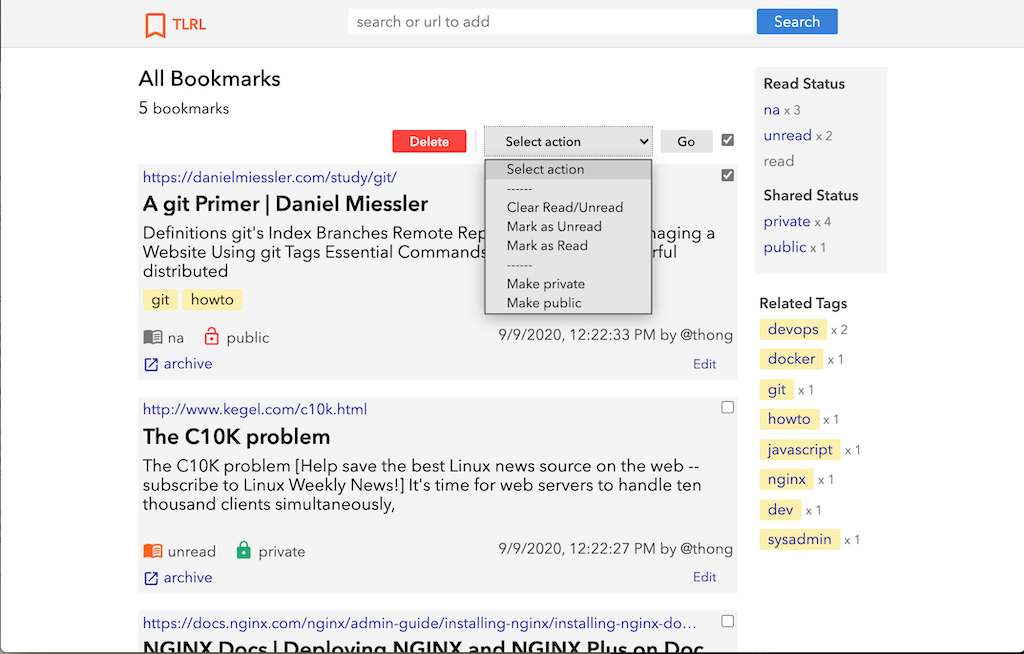 TLRL
search or url to add
Search
All Bookmarks
5 bookmarks
Delete
Select action
Go
Select action
------
Clear Read/Unread
Mark as Unread
Mark as Read
------
Make private
Make public
https://danielmiessler.com/study/git/
A git Primer | Daniel Miessler
Definitions git's Index Branches Remote Rep naging a
Website Using git Tags Essential Commands rful
distributed
git howto
na public 9/9/2020, 12:22:33 PM by @thong
archive Edit
http://www.kegel.com/c10k.html
The C10K problem
The C10K problem [Help save the best Linux news source on the web --
subscribe to Linux Weekly News!] It's time for web servers to handle ten
thousand clients simultaneously,
unread private 9/9/2020, 12:22:27 PM by @thong
archive Edit
https://docs.nginx.com/nginx/admin-guide/installing-nginx/installing-nginx-do...
NGINX Docs | Deploying NGINX and NGINX Plus on Doc
Read Status
na x 3
unread x 2
read
Shared Status
private x 4
public x 1
Related Tags
devops x 2
docker x 1
git x 1
howto x 1
javascript x 1
nginx x 1
dev x 1
sysadmin x 1